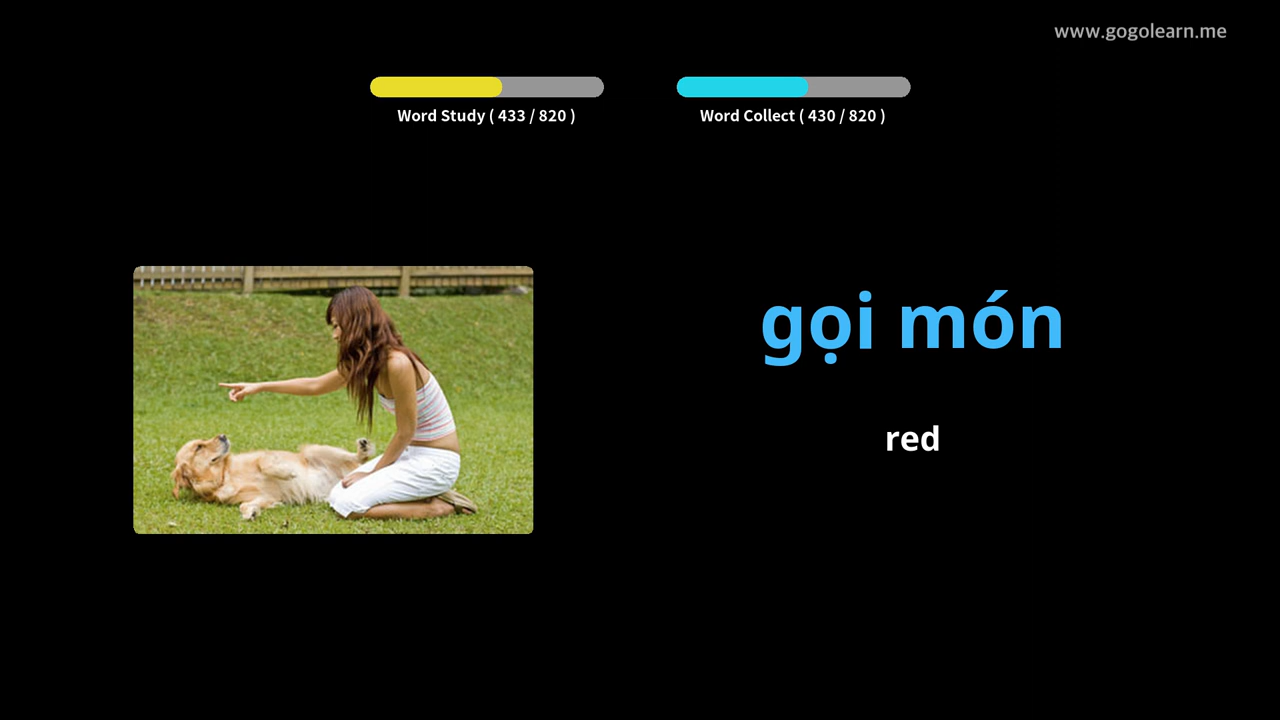 www.gogolearn.me
Word Study ( 433 / 820 )
Word Collect ( 430 / 820 )
gọi món
red